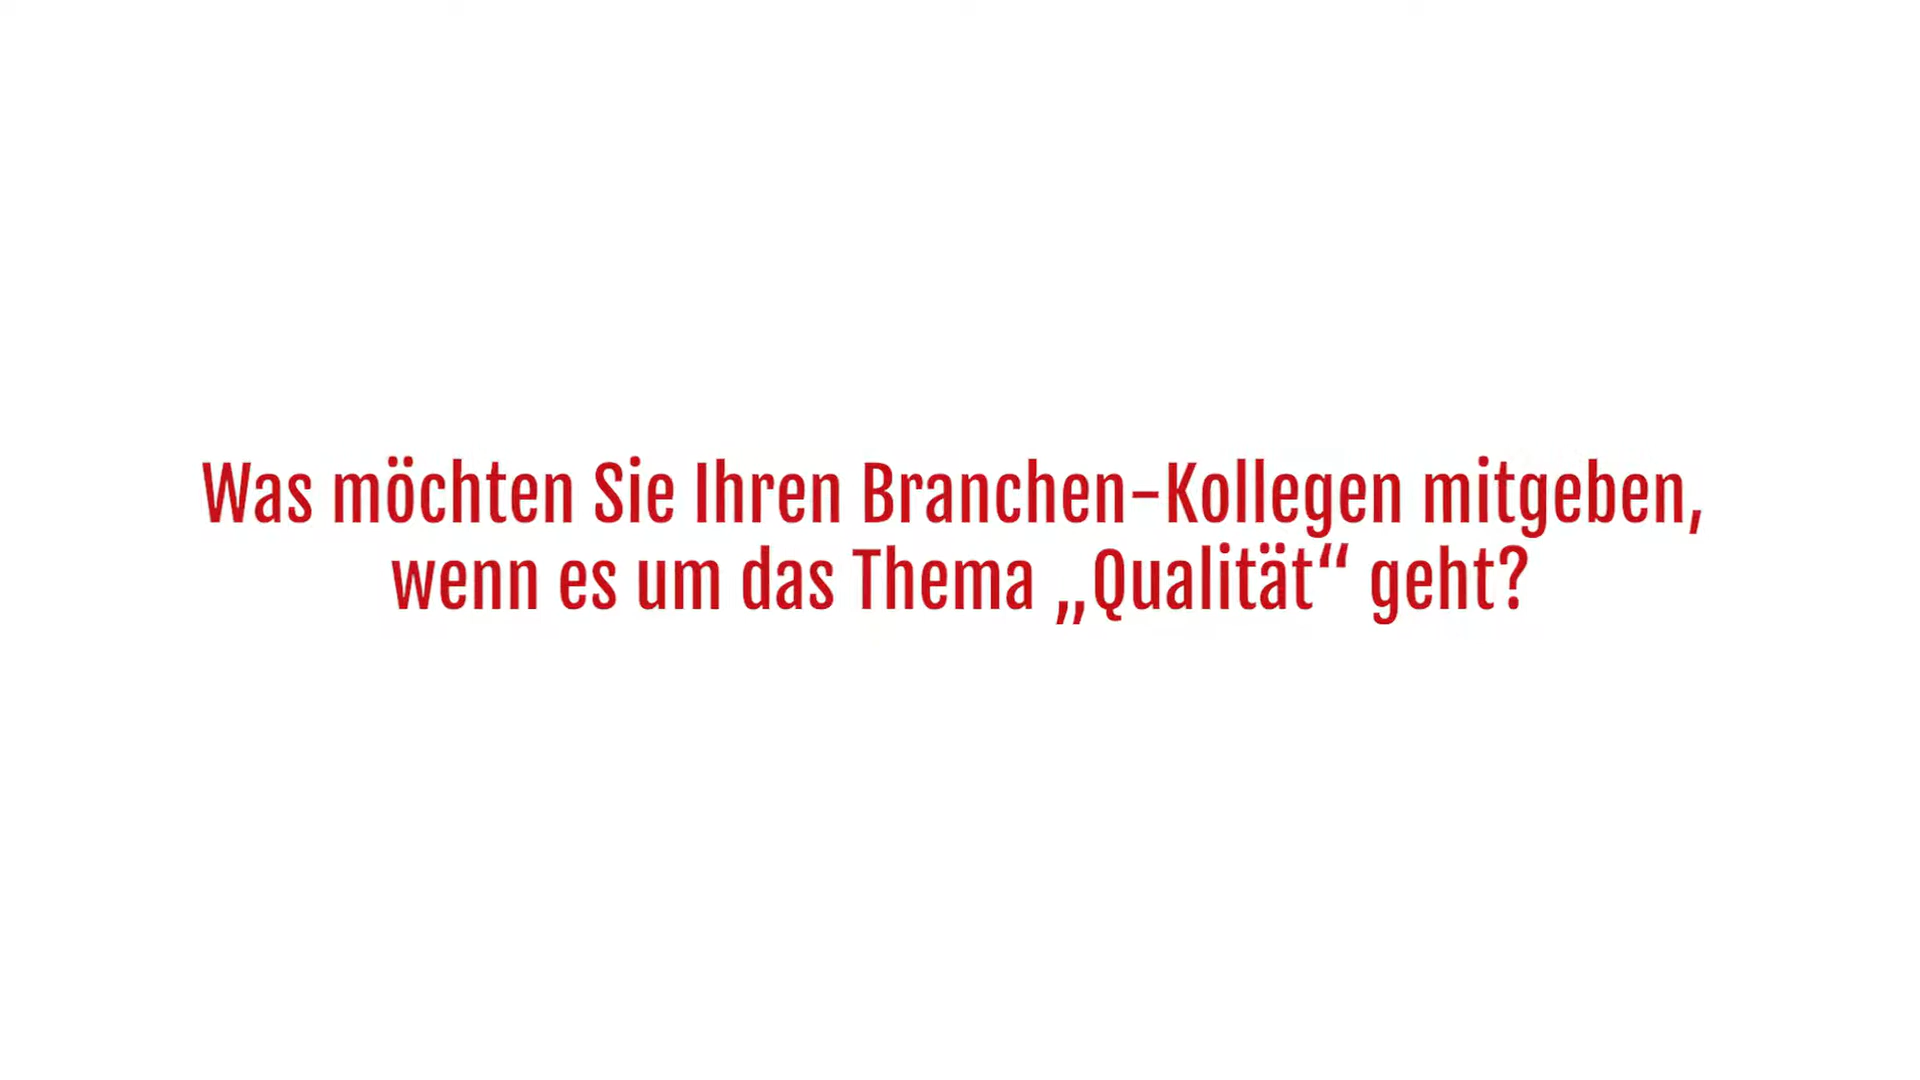 Was möchten Sie Ihren Branchen-Kollegen mitgeben,
wenn es um das Thema „Qualität“ geht?